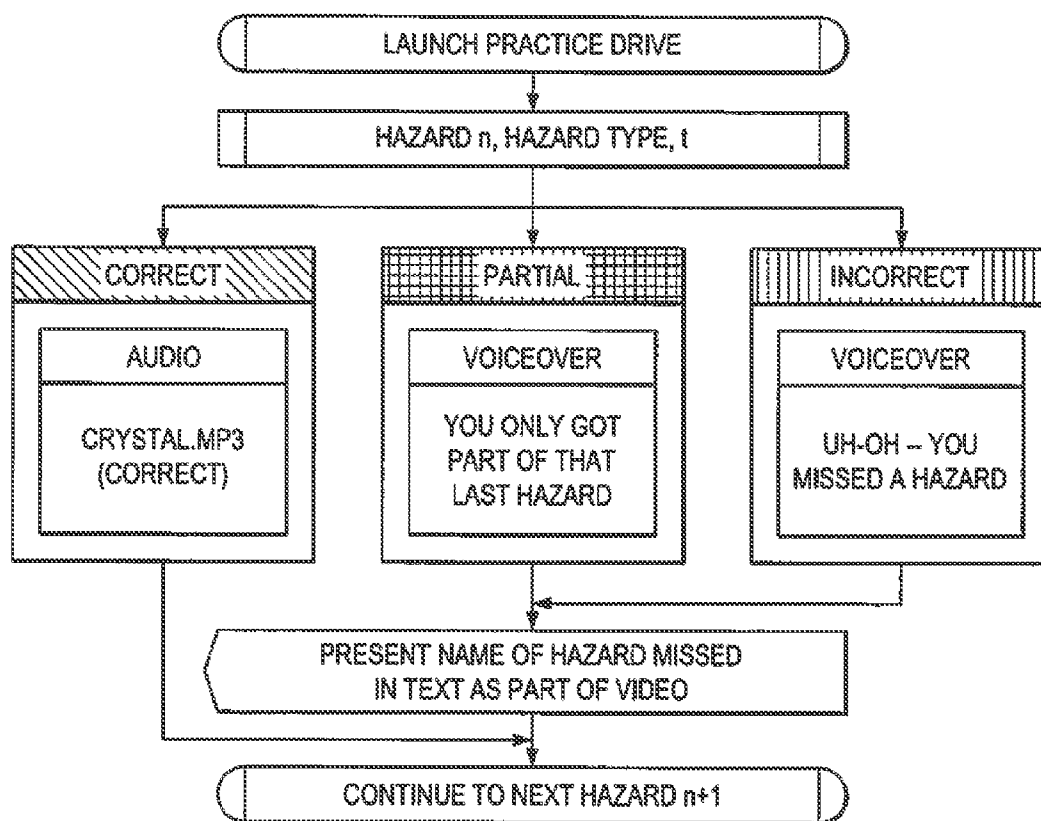 LAUNCH PRACTICE DRIVE
HAZARD n, HAZARD TYPE, t
CORRECT
AUDIO
CRYSTAL.MP3
(CORRECT)
PARTIAL
VOICEOVER
YOU ONLY GOT
PART OF THAT
LAST HAZARD
INCORRECT
VOICEOVER
UH-OH – YOU
MISSED A HAZARD
PRESENT NAME OF HAZARD MISSED
IN TEXT AS PART OF VIDEO
CONTINUE TO NEXT HAZARD n+1